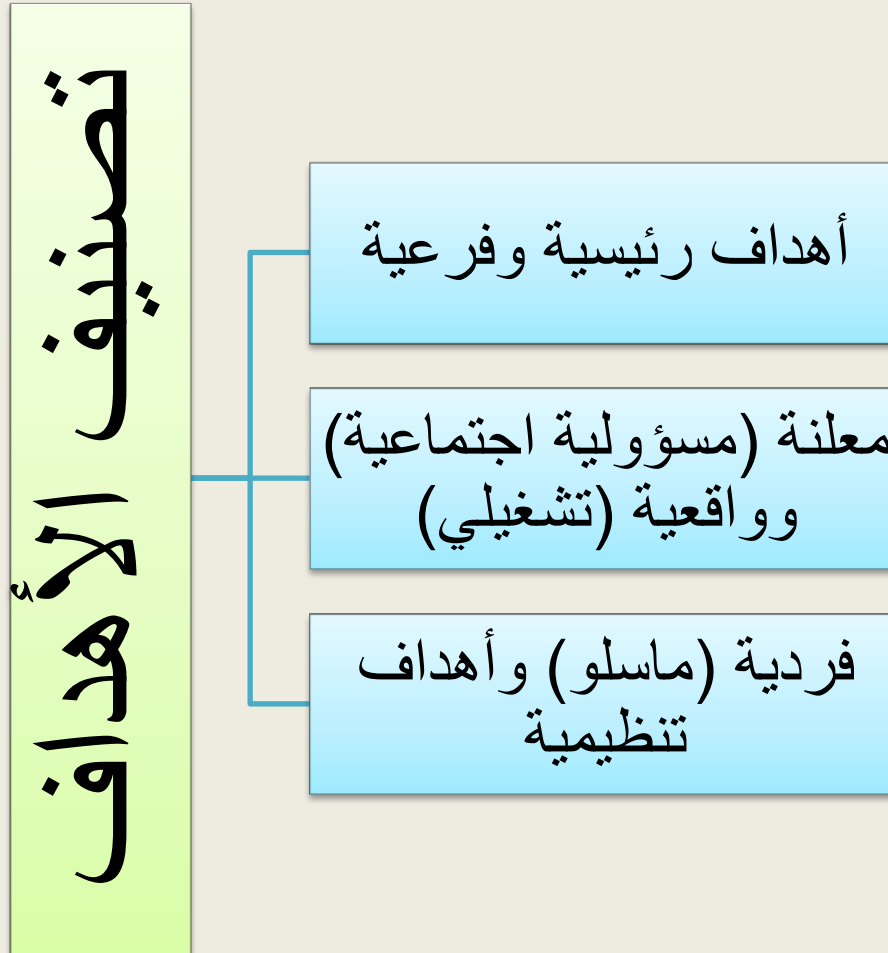 تصنيف الأهداف
أهداف رئيسية وفرعية
معلنة (مسؤولية اجتماعية)
وواقعية (تشغيلي)
فردية (ماسلو) وأهداف
تنظيمية